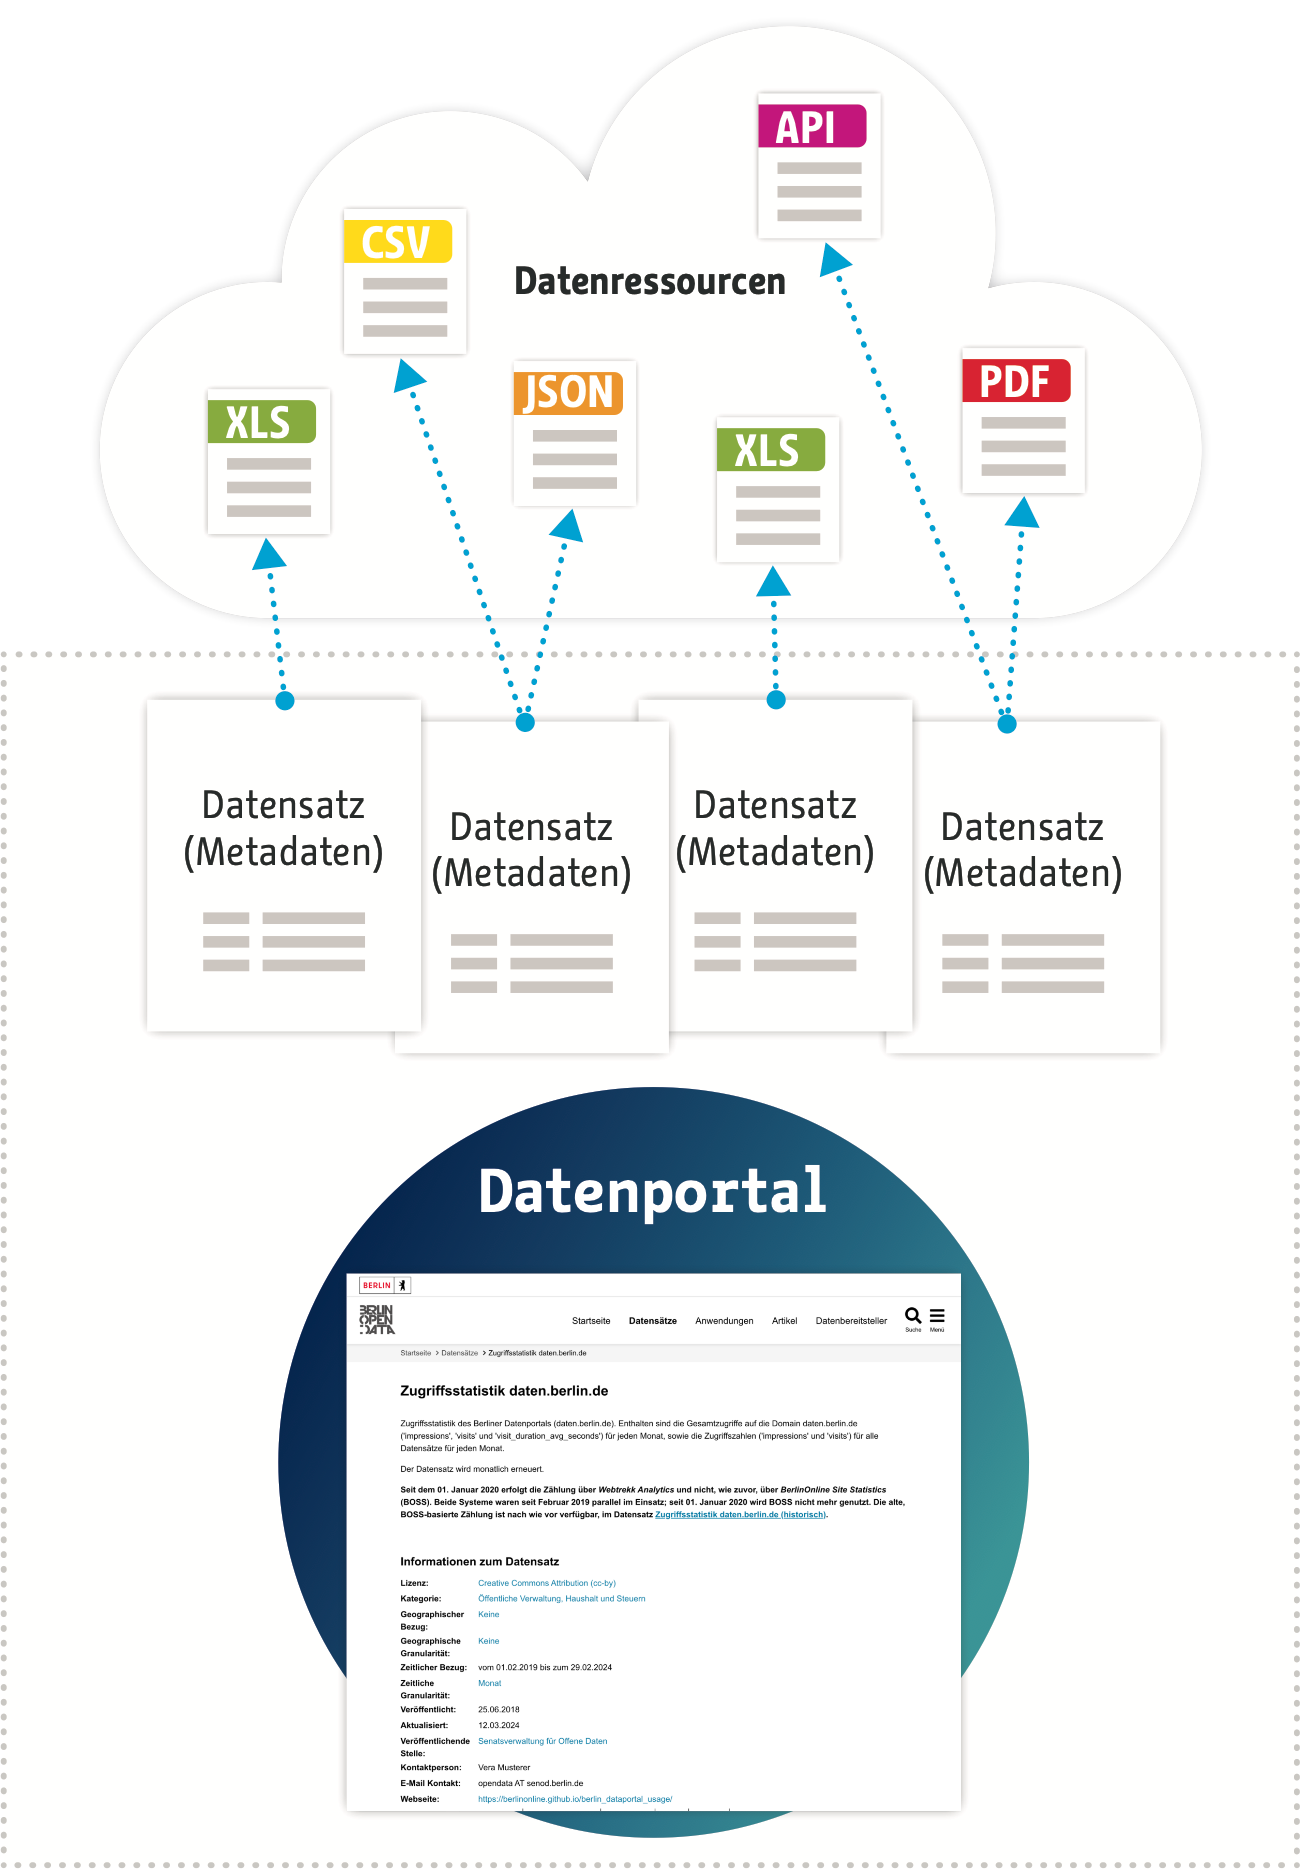 API
CSV
Datenressourcen
JSON
PDF
XLS
XLS
Datensatz
(Metadaten)
Datensatz
(Metadaten)
Datensatz
(Metadaten)
Datensatz
(Metadaten)
Datenportal
BERLIN
BERLIN
OPEN
DATA
Startseite Datensätze Anwendungen Artikel Datenbereitsteller Suche Menü
Startseite > Datensätze > Zugriffsstatistik daten.berlin.de
Zugriffsstatistik daten.berlin.de
Zugriffsstatistik des Berliner Datenportals (daten.berlin.de). Enthalten sind die Gesamtzugriffe auf die Domain daten.berlin.de
('impressions', 'visits' und 'visit_duration_avg_seconds') für jeden Monat, sowie die Zugriffszahlen ('impressions' und 'visits') für alle
Datensätze für jeden Monat.
Der Datensatz wird monatlich erneuert.
Seit dem 01. Januar 2020 erfolgt die Zählung über Webtrekk Analytics und nicht, wie zuvor, über BerlinOnline Site Statistics
(BOSS). Beide Systeme waren seit Februar 2019 parallel im Einsatz; seit 01. Januar 2020 wird BOSS nicht mehr genutzt. Die alte,
BOSS-basierte Zählung ist nach wie vor verfügbar, im Datensatz Zugriffsstatistik daten.berlin.de (historisch).
Informationen zum Datensatz
Lizenz: Creative Commons Attribution (cc-by)
Kategorie: Öffentliche Verwaltung, Haushalt und Steuern
Geographischer Keine
Bezug:
Geographische Keine
Granularität:
Zeitlicher Bezug: vom 01.02.2019 bis zum 29.02.2024
Zeitliche Monat
Granularität:
Veröffentlicht: 25.06.2018
Aktualisiert: 12.03.2024
Veröffentlichende Senatsverwaltung für Offene Daten
Stelle:
Kontaktperson: Vera Musterer
E-Mail Kontakt: opendata AT senod.berlin.de
Webseite: https://berlinonline.github.io/berlin_dataportal_usage/